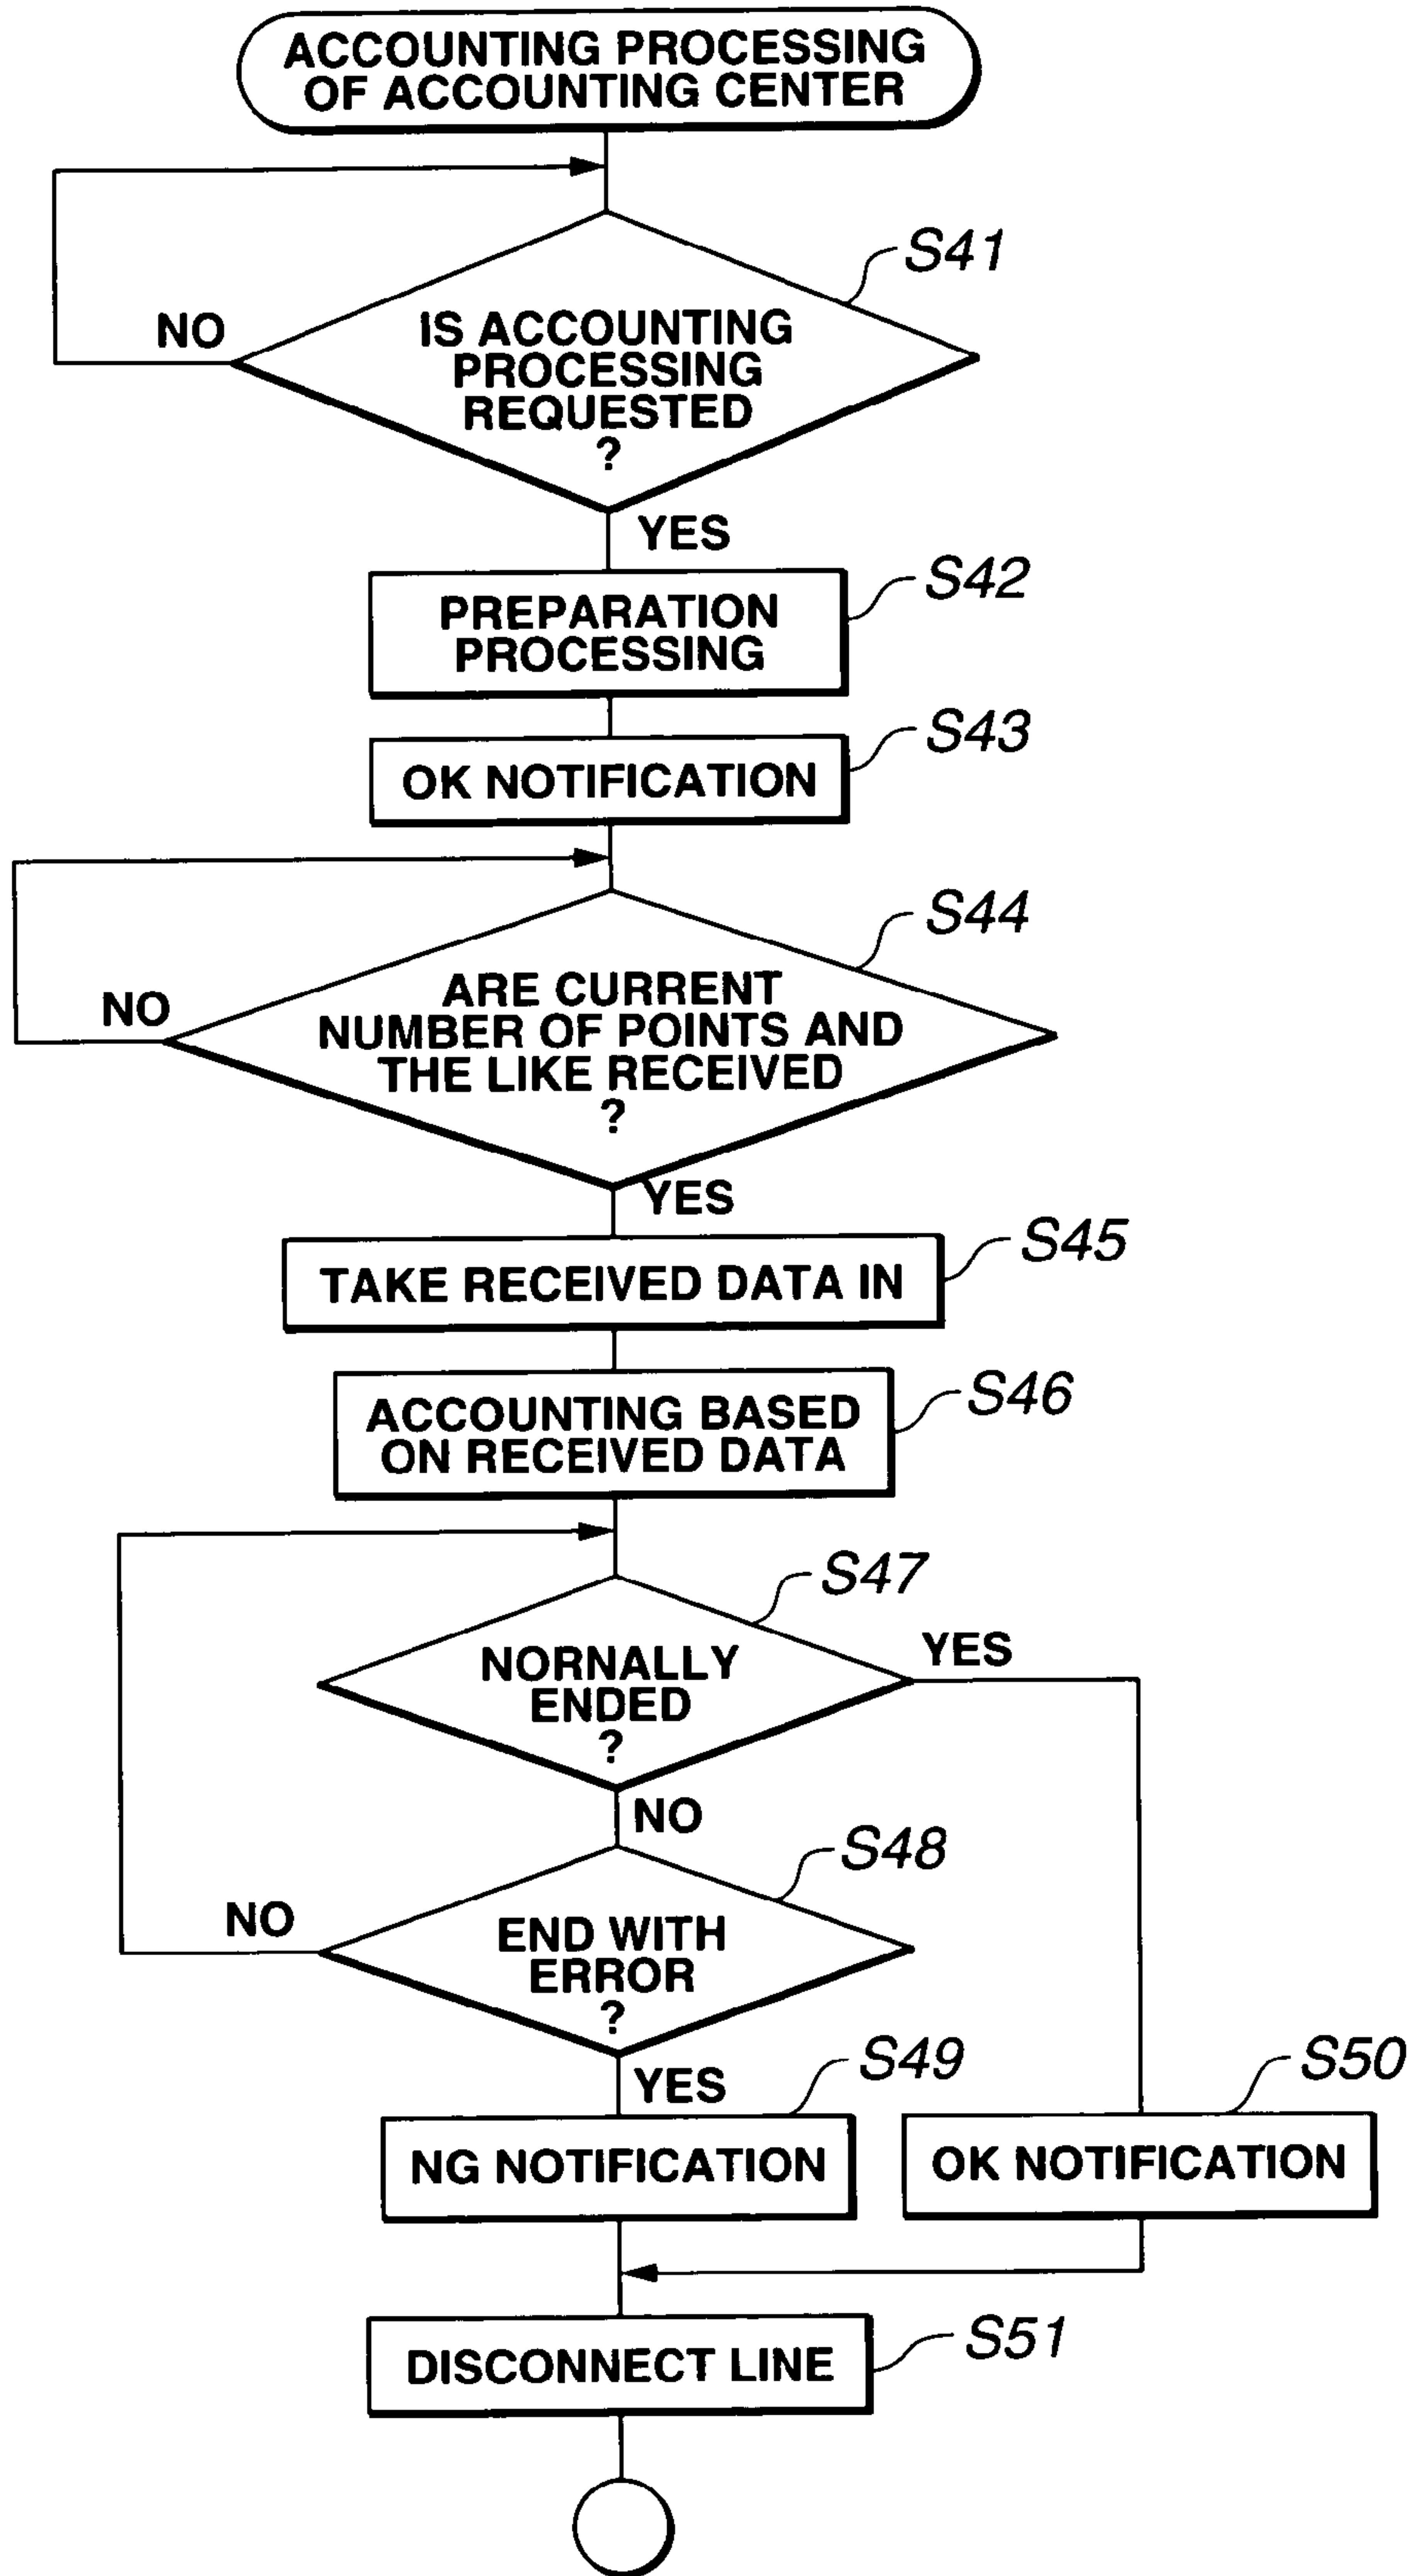 ACCOUNTING PROCESSING
OF ACCOUNTING CENTER
S41
NO
IS ACCOUNTING
PROCESSING
REQUESTED
?
YES
S42
PREPARATION
PROCESSING
S43
OK NOTIFICATION
S44
NO
ARE CURRENT
NUMBER OF POINTS AND
THE LIKE RECEIVED
?
YES
S45
TAKE RECEIVED DATA IN
S46
ACCOUNTING BASED
ON RECEIVED DATA
S47
YES
NORNALLY
ENDED
?
NO
S48
NO
END WITH
ERROR
?
YES
S49
S50
NG NOTIFICATION
OK NOTIFICATION
S51
DISCONNECT LINE